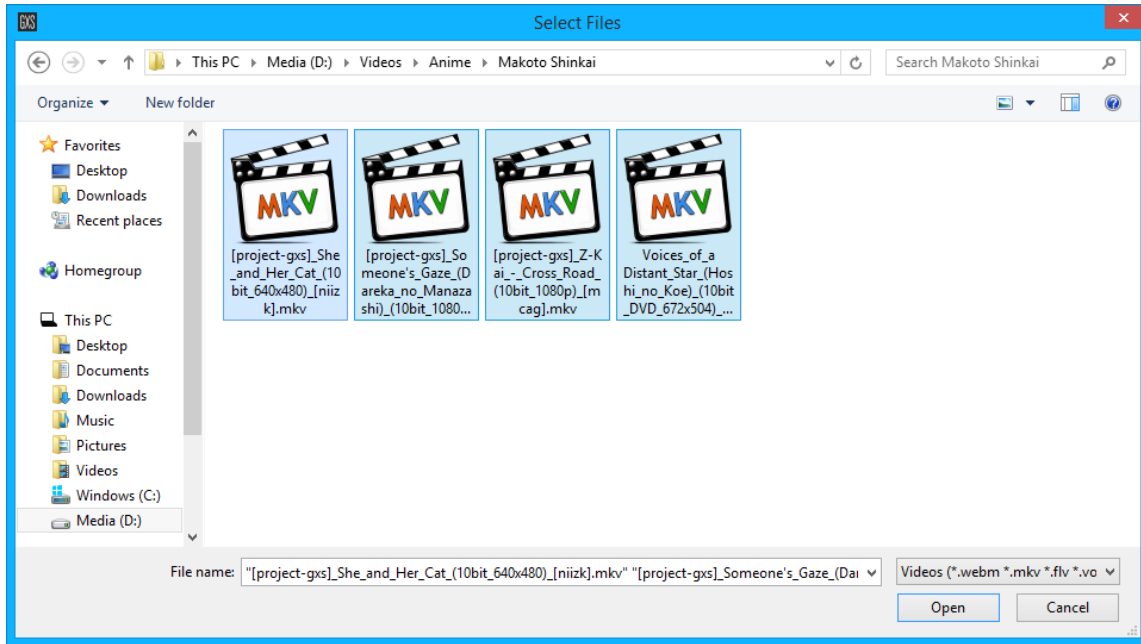 GXS
Select Files
This PC
Media (D:)
Videos
Anime
Makoto Shinkai
Search Makoto Shinkai
Organize
New folder
Favorites
Desktop
Downloads
Recent places
Homegroup
This PC
Desktop
Documents
Downloads
Music
Pictures
Videos
Windows (C:)
Media (D:)
MKV
[project-gxs]_She
_and_Her_Cat_(10
bit_640x480)_[niiz
k].mkv
MKV
[project-gxs]_So
meone's_Gaze_(D
areka_no_Manaza
shi)_(10bit_1080...
MKV
[project-gxs]_Z-K
ai_-_Cross_Road_
(10bit_1080p)_[m
cag].mkv
MKV
Voices_of_a
Distant_Star_(Hos
hi_no_Koe)_(10bit
_DVD_672x504)_...
File name:
"[project-gxs]_She_and_Her_Cat_(10bit_640x480)_[niizk].mkv" "[project-gxs]_Someone's_Gaze_(Da
Videos (*.webm *.mkv *.flv *.vo
Open
Cancel